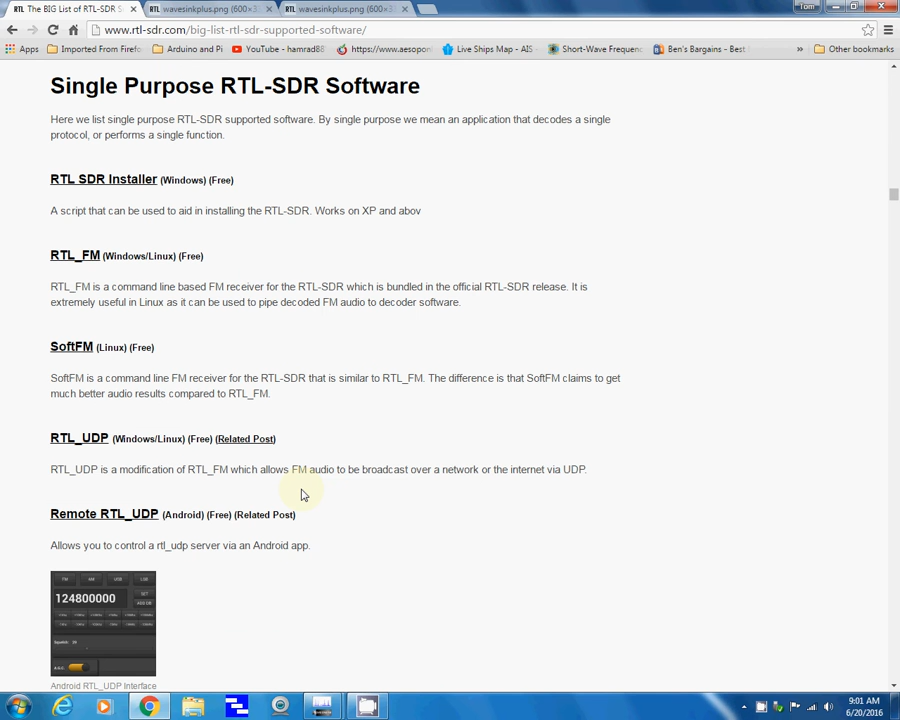 The BIG List of RTL-SDR S
wavesinkplus.png (600×3
wavesinkplus.png (600×3
Tom
www.rtl-sdr.com/big-list-rtl-sdr-supported-software/
Apps
Imported From Firefo
Arduino and Pi
YouTube - hamrad88
https://www.aesopon
Live Ships Map - AIS -
Short-Wave Frequenc
Ben's Bargains - Best
»
Other bookmarks
Single Purpose RTL-SDR Software
Here we list single purpose RTL-SDR supported software. By single purpose we mean an application that decodes a single
protocol, or performs a single function.
RTL SDR Installer (Windows) (Free)
A script that can be used to aid in installing the RTL-SDR. Works on XP and abov
RTL_FM (Windows/Linux) (Free)
RTL_FM is a command line based FM receiver for the RTL-SDR which is bundled in the official RTL-SDR release. It is
extremely useful in Linux as it can be used to pipe decoded FM audio to decoder software.
SoftFM (Linux) (Free)
SoftFM is a command line FM receiver for the RTL-SDR that is similar to RTL_FM. The difference is that SoftFM claims to get
much better audio results compared to RTL_FM.
RTL_UDP (Windows/Linux) (Free) (Related Post)
RTL_UDP is a modification of RTL_FM which allows FM audio to be broadcast over a network or the internet via UDP.
Remote RTL_UDP (Android) (Free) (Related Post)
Allows you to control a rtl_udp server via an Android app.
FM AM USB LSB
124800000
SET
Android RTL_UDP Interface
9:01 AM
6/20/2016